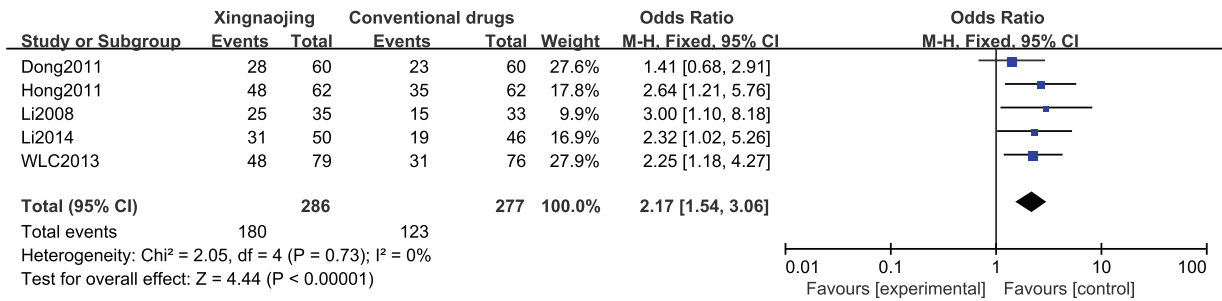 Xingnaojing Conventional drugs Odds Ratio Odds Ratio
Study or Subgroup Events Total Events Total Weight M-H, Fixed, 95% CI M-H, Fixed, 95% CI
Dong2011 28 60 23 60 27.6% 1.41 [0.68, 2.91]
Hong2011 48 62 35 62 17.8% 2.64 [1.21, 5.76]
Li2008 25 35 15 33 9.9% 3.00 [1.10, 8.18]
Li2014 31 50 19 46 16.9% 2.32 [1.02, 5.26]
WLC2013 48 79 31 76 27.9% 2.25 [1.18, 4.27]
Total (95% CI) 286 277 100.0% 2.17 [1.54, 3.06]
Total events 180 123
Heterogeneity: Chi² = 2.05, df = 4 (P = 0.73); I² = 0%
Test for overall effect: Z = 4.44 (P < 0.00001)
0.01 0.1 1 10 100
Favours [experimental] Favours [control]